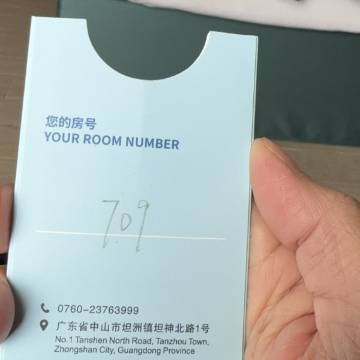 您的房号
YOUR ROOM NUMBER
709
0760-23763999
广东省中山市坦洲镇坦神北路1号
No.1 Tanshen North Road, Tanzhou Town,
Zhongshan City, Guangdong Province